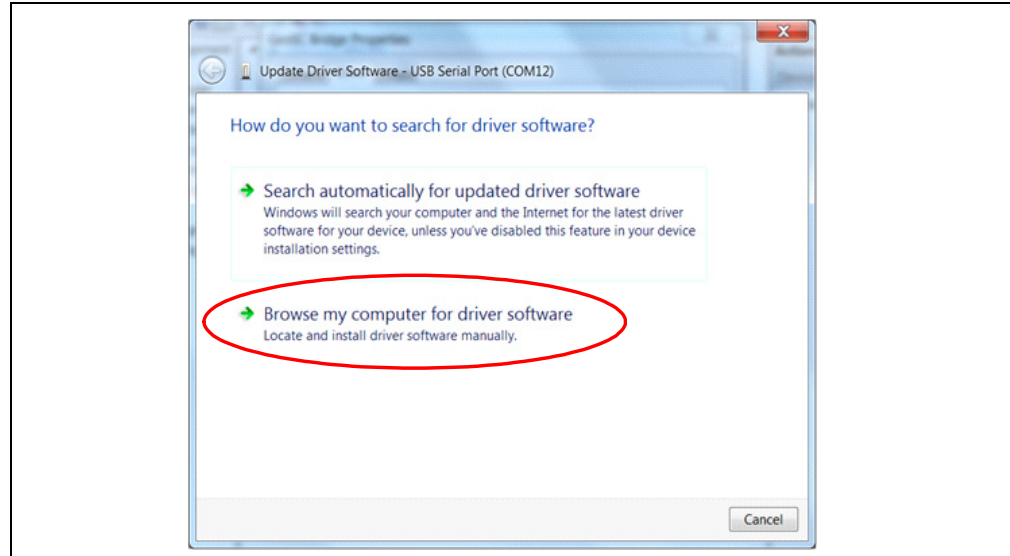 Bridge Properties
Update Driver Software - USB Serial Port (COM12)
How do you want to search for driver software?
Search automatically for updated driver software
Windows will search your computer and the Internet for the latest driver
software for your device, unless you've disabled this feature in your device
installation settings.
Browse my computer for driver software
Locate and install driver software manually.
Cancel